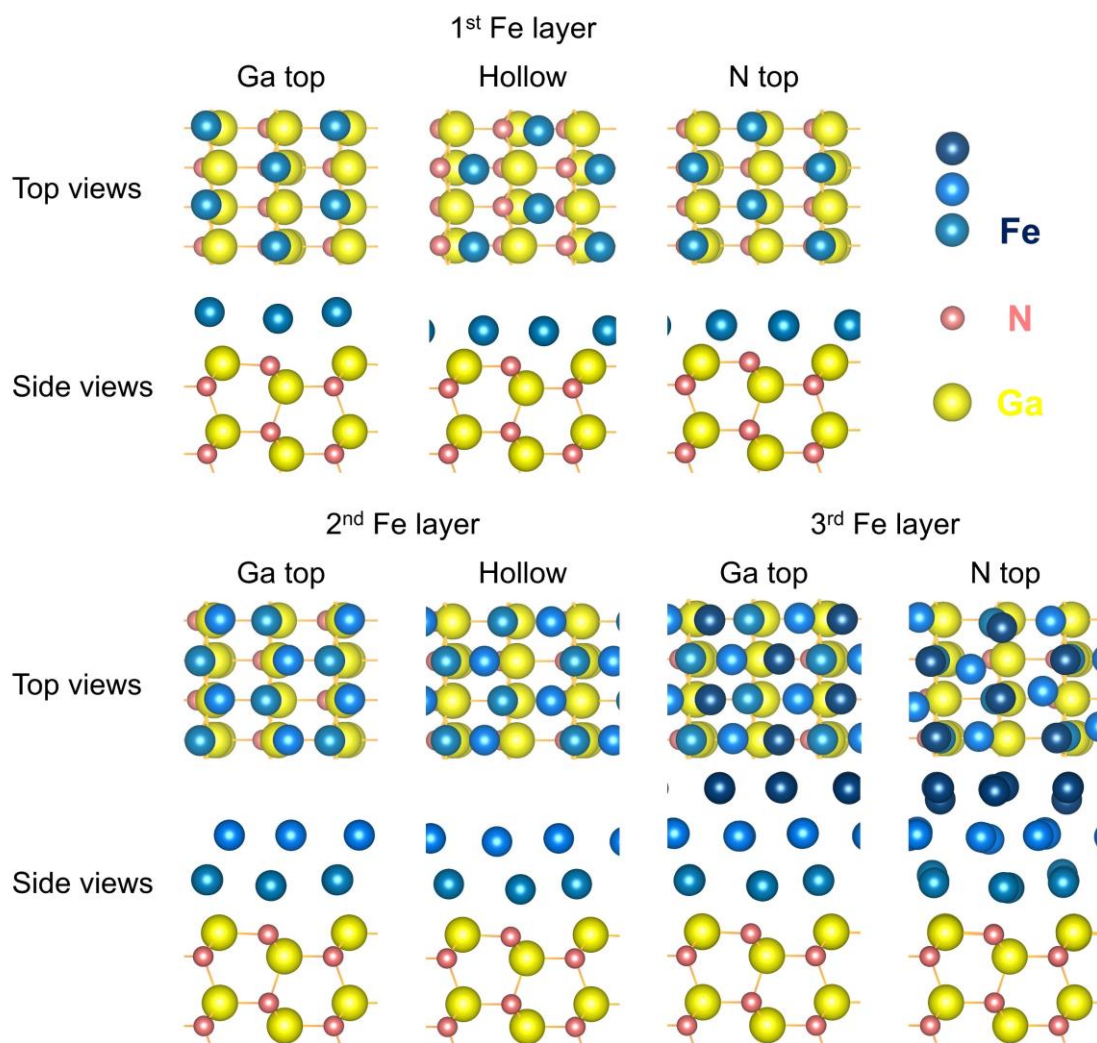 1st Fe layer
Ga top
Hollow
N top
Top views
Fe
N
Side views
Ga
2nd Fe layer
3rd Fe layer
Ga top
Hollow
Ga top
N top
Top views
Side views